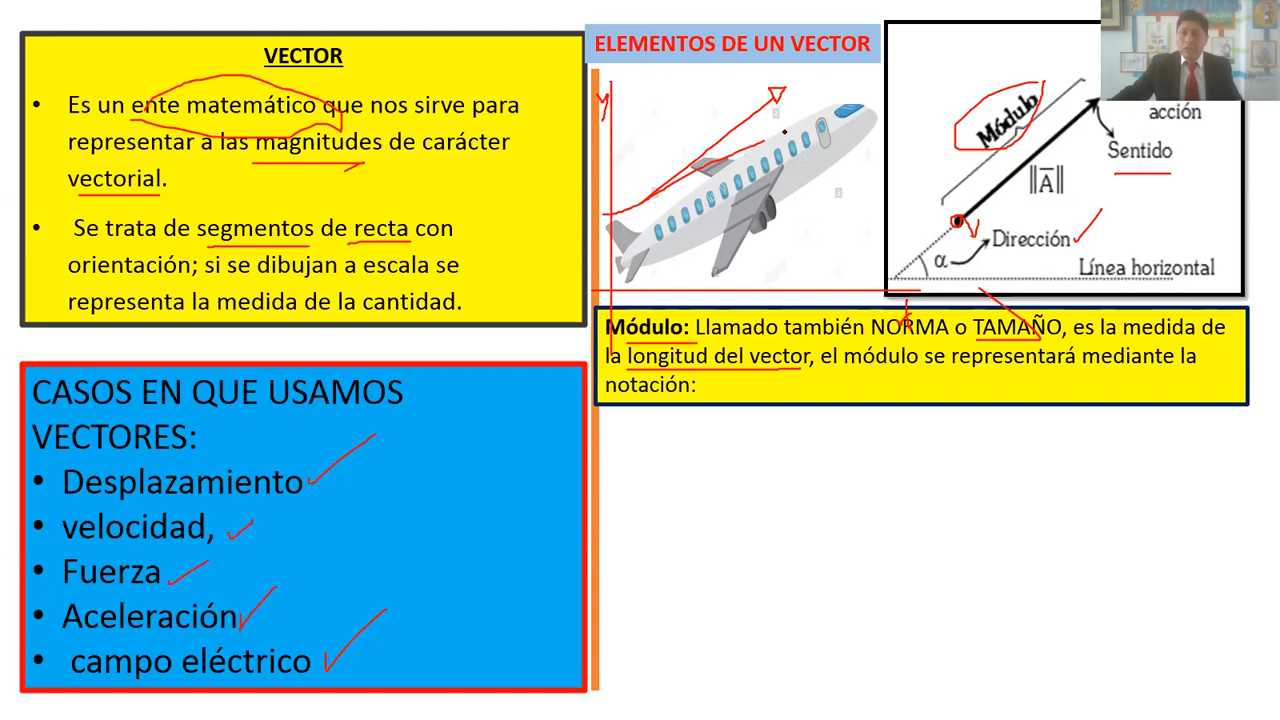 VECTOR
• Es un ente matemático que nos sirve para
representar a las magnitudes de carácter
vectorial.
• Se trata de segmentos de recta con
orientación; si se dibujan a escala se
representa la medida de la cantidad.
CASOS EN QUE USAMOS
VECTORES:
• Desplazamiento
• velocidad,
• Fuerza
• Aceleración
• campo eléctrico
ELEMENTOS DE UN VECTOR
y
x
Módulo
acción
Sentido
||A̅||
Dirección
α
Línea horizontal
Módulo: Llamado también NORMA o TAMAÑO, es la medida de
la longitud del vector, el módulo se representará mediante la
notación: